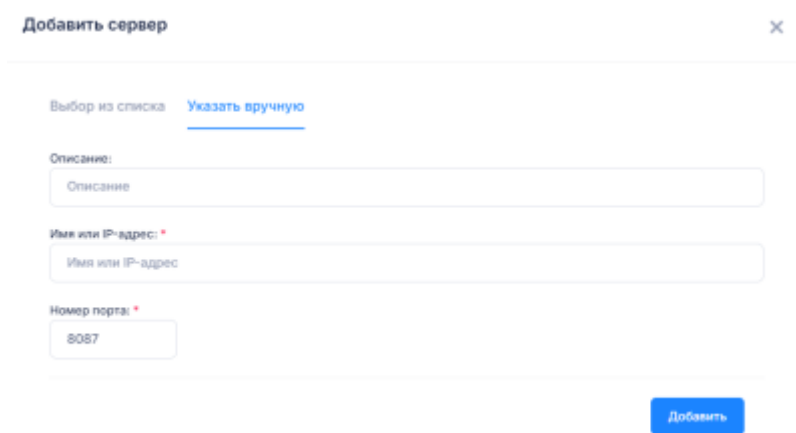 Добавить сервер
Выбор из списка Указать вручную
Описание:
Описание
Имя или IP-адрес: *
Имя или IP-адрес
Номер порта: *
8087
Добавить